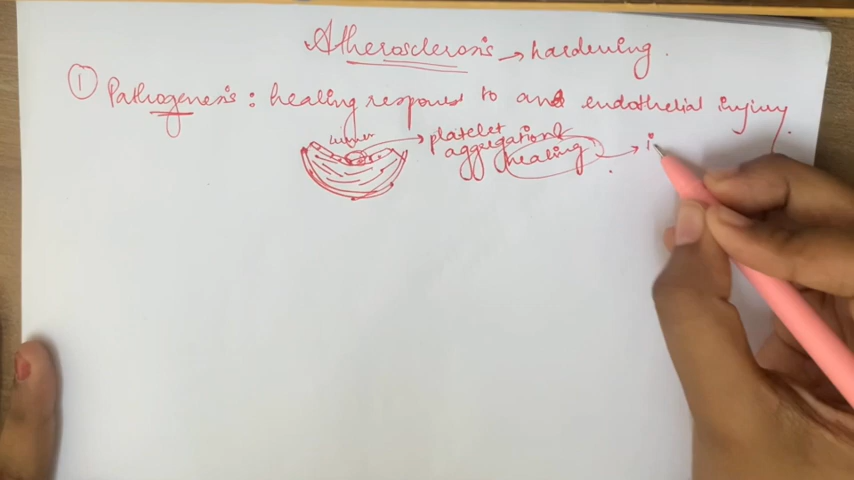 Atherosclerosis → hardening.
① Pathogenesis : healing response to and endothelial injury.
lumen → platelet
aggregation &
healing → i